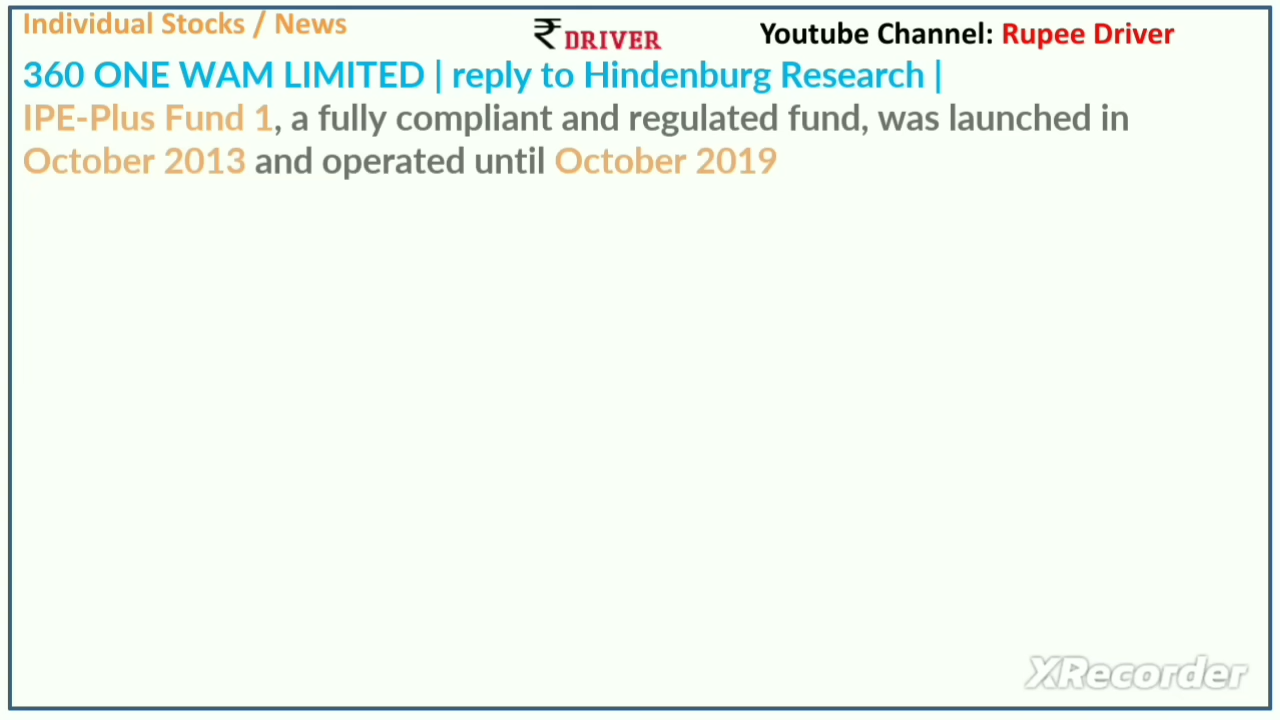 Individual Stocks / News
₹ DRIVER
Youtube Channel: Rupee Driver
360 ONE WAM LIMITED | reply to Hindenburg Research |
IPE-Plus Fund 1, a fully compliant and regulated fund, was launched in
October 2013 and operated until October 2019
XRecorder